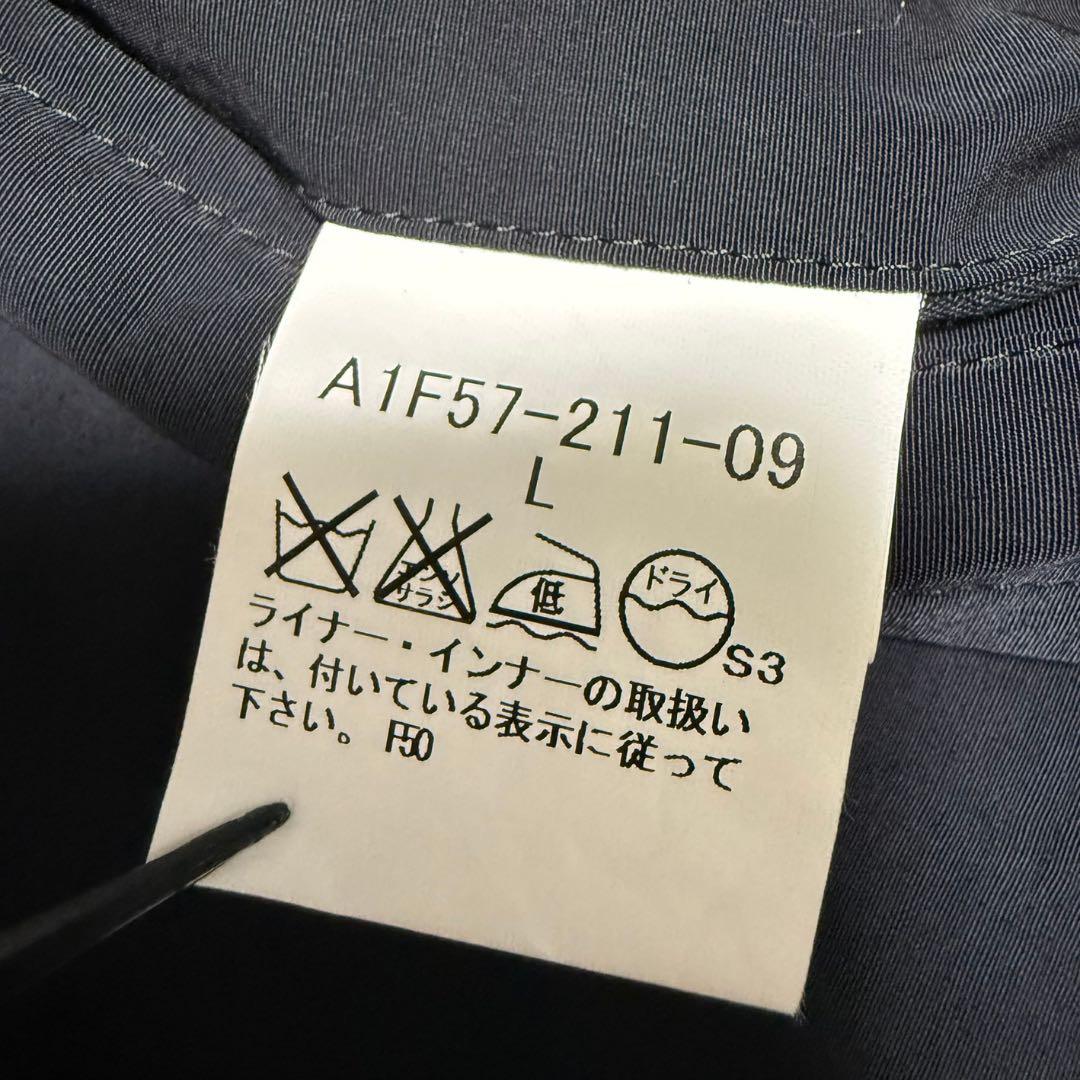 A1F57-211-09
L
エンソ
サラシ
低
ドライ
S3
ライナー・インナーの取扱い
は、付いている表示に従って
下さい。 F50